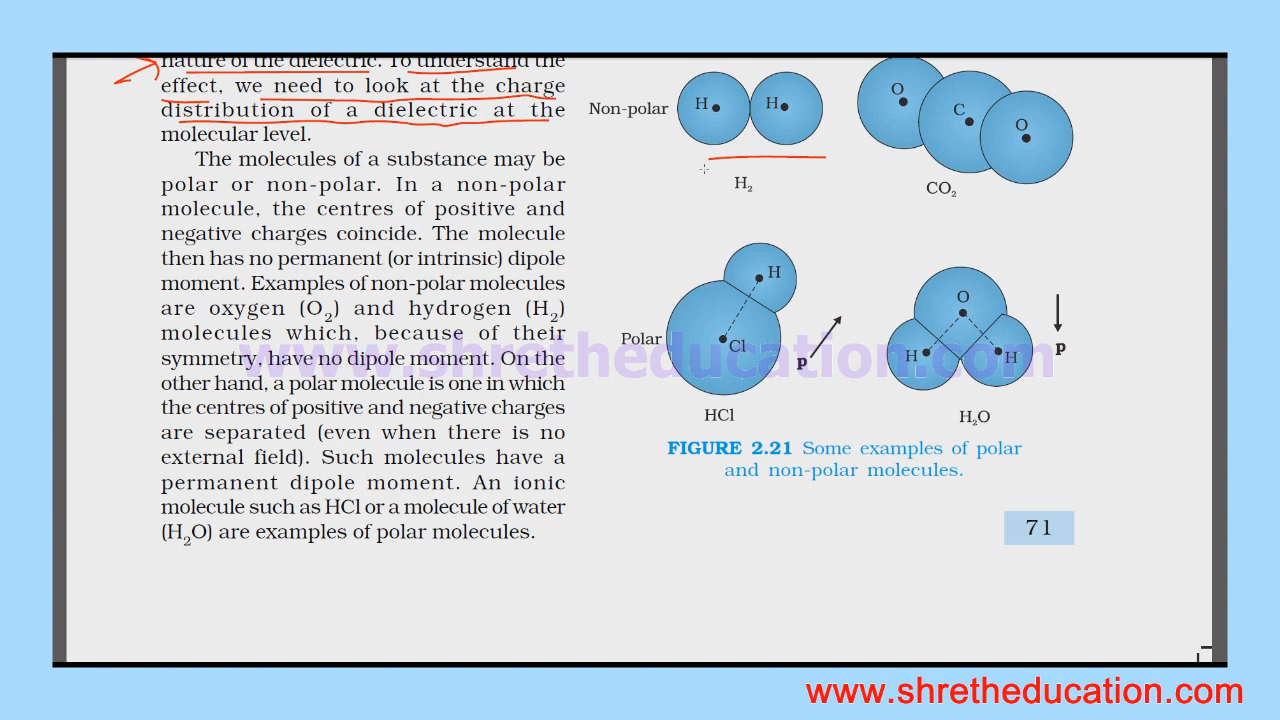 nature of the dielectric. To understand the
effect, we need to look at the charge
distribution of a dielectric at the
molecular level.
The molecules of a substance may be
polar or non-polar. In a non-polar
molecule, the centres of positive and
negative charges coincide. The molecule
then has no permanent (or intrinsic) dipole
moment. Examples of non-polar molecules
are oxygen (O₂) and hydrogen (H₂)
molecules which, because of their
symmetry, have no dipole moment. On the
other hand, a polar molecule is one in which
the centres of positive and negative charges
are separated (even when there is no
external field). Such molecules have a
permanent dipole moment. An ionic
molecule such as HCl or a molecule of water
(H₂O) are examples of polar molecules.
Non-polar
H H
H₂
O
C
O
CO₂
Polar
H
Cl
p
HCl
O
H H
p
H₂O
FIGURE 2.21 Some examples of polar
and non-polar molecules.
71
www.shretheducation.com
www.shretheducation.com